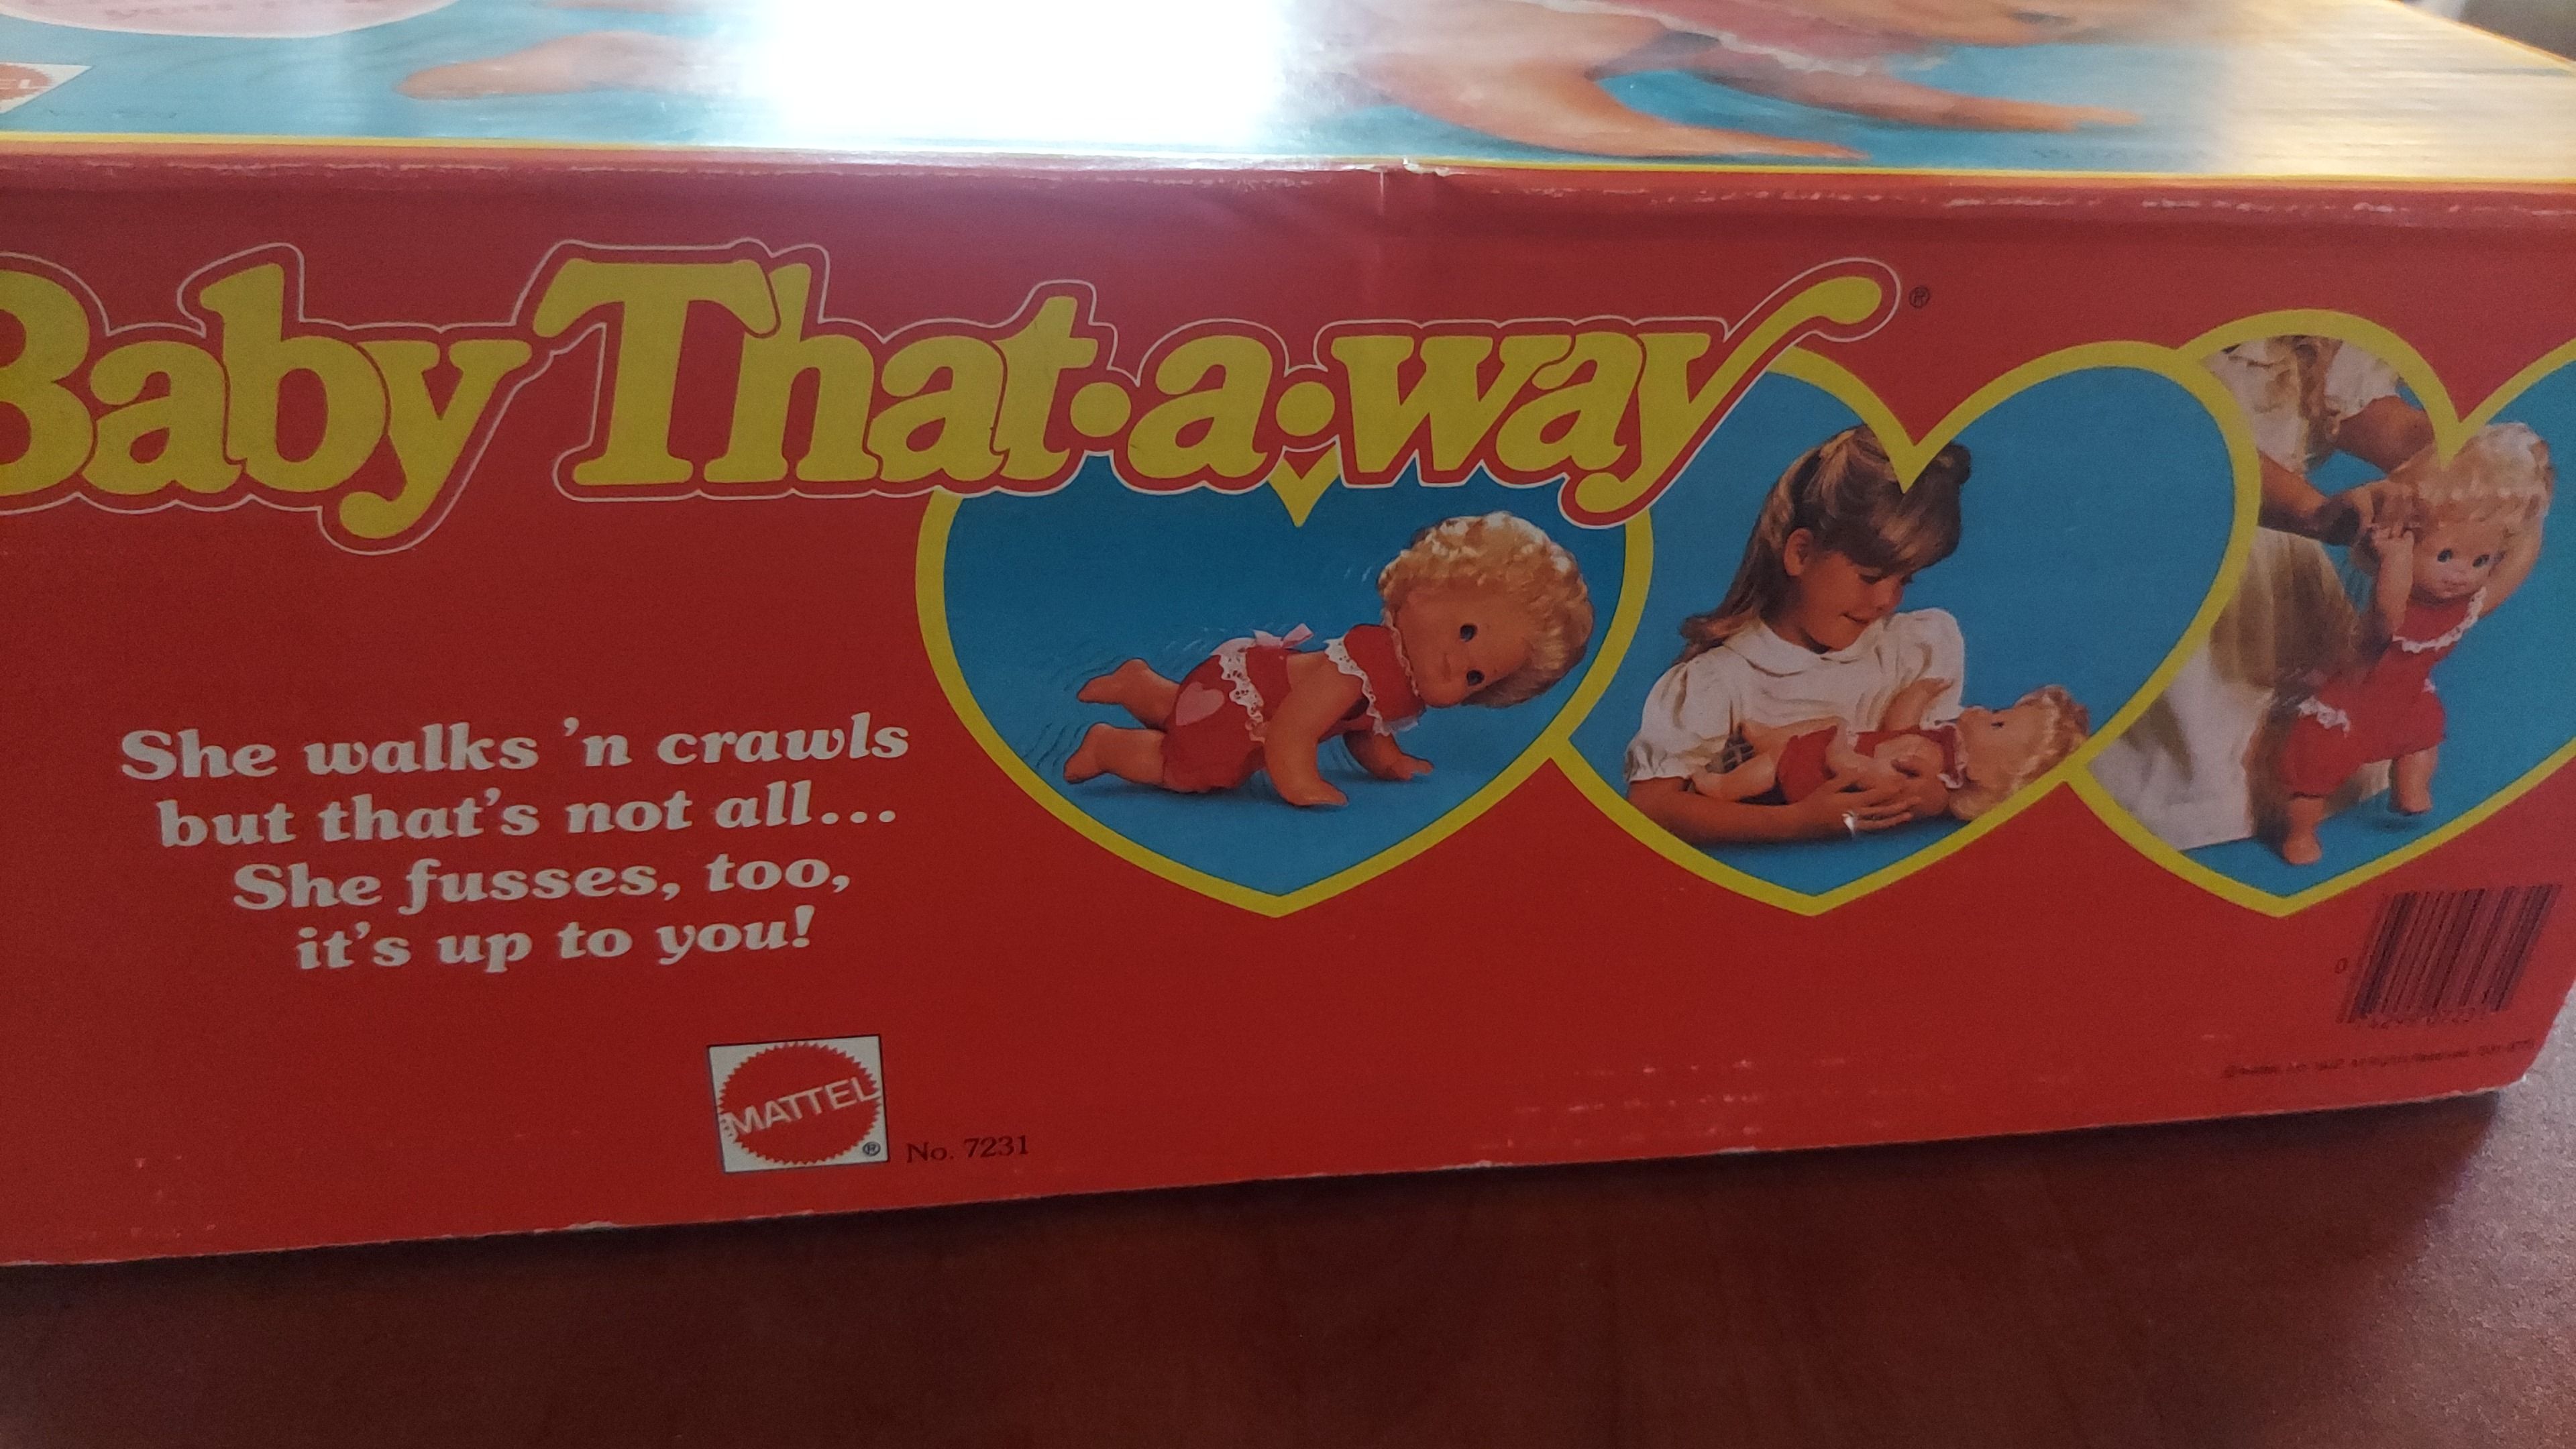 Baby That•a•way®
She walks 'n crawls
but that's not all...
She fusses, too,
it's up to you!
MATTEL
®
No. 7231
0